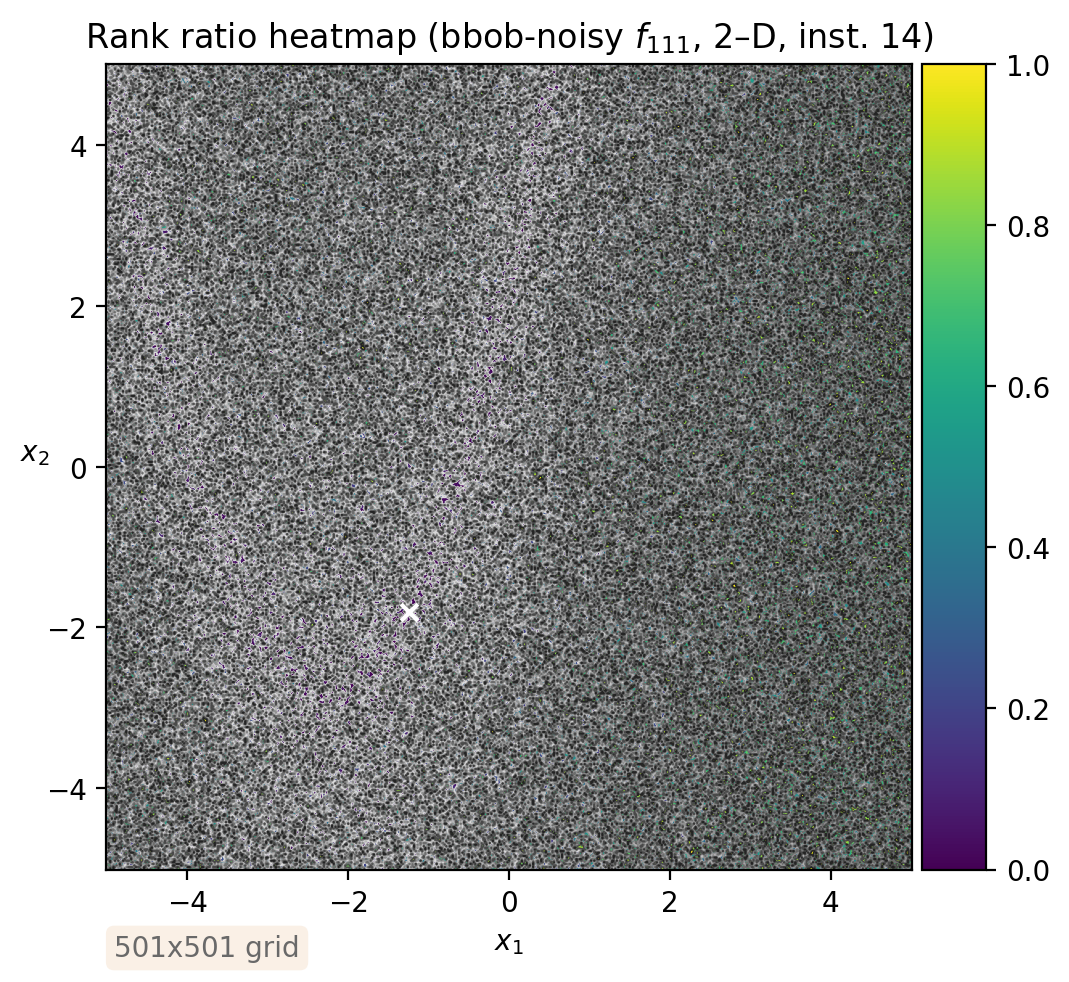 Rank ratio heatmap (bbob-noisy f₁₁₁, 2–D, inst. 14)
1.0
0.8
0.6
0.4
0.2
0.0
4
2
0
−2
−4
x₂
−4 −2 0 2 4
x₁
501x501 grid